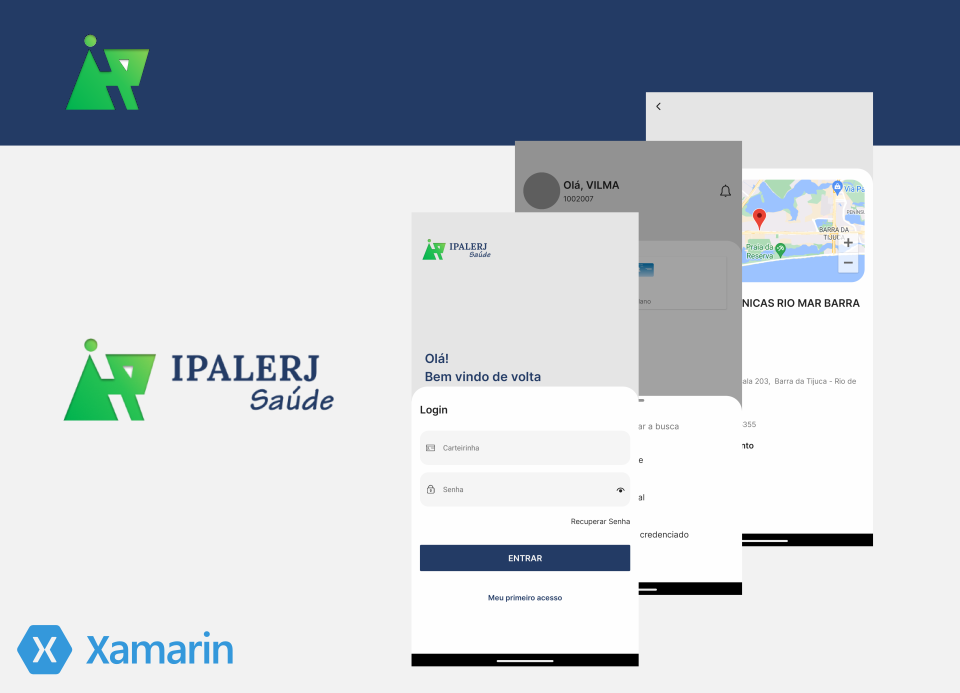 IPALERJ
Saúde
Xamarin
IPALERJ
Saúde
Olá!
Bem vindo de volta
Login
Carteirinha
Senha
Recuperar Senha
ENTRAR
Meu primeiro acesso
Olá, VILMA
1002007
ar a busca
e
al
credenciado
Via Pa
BARRA DA
TIJUCA
Praia da
Reserva
+
−
NICAS RIO MAR BARRA
ala 203, Barra da Tijuca - Rio de
355
nto